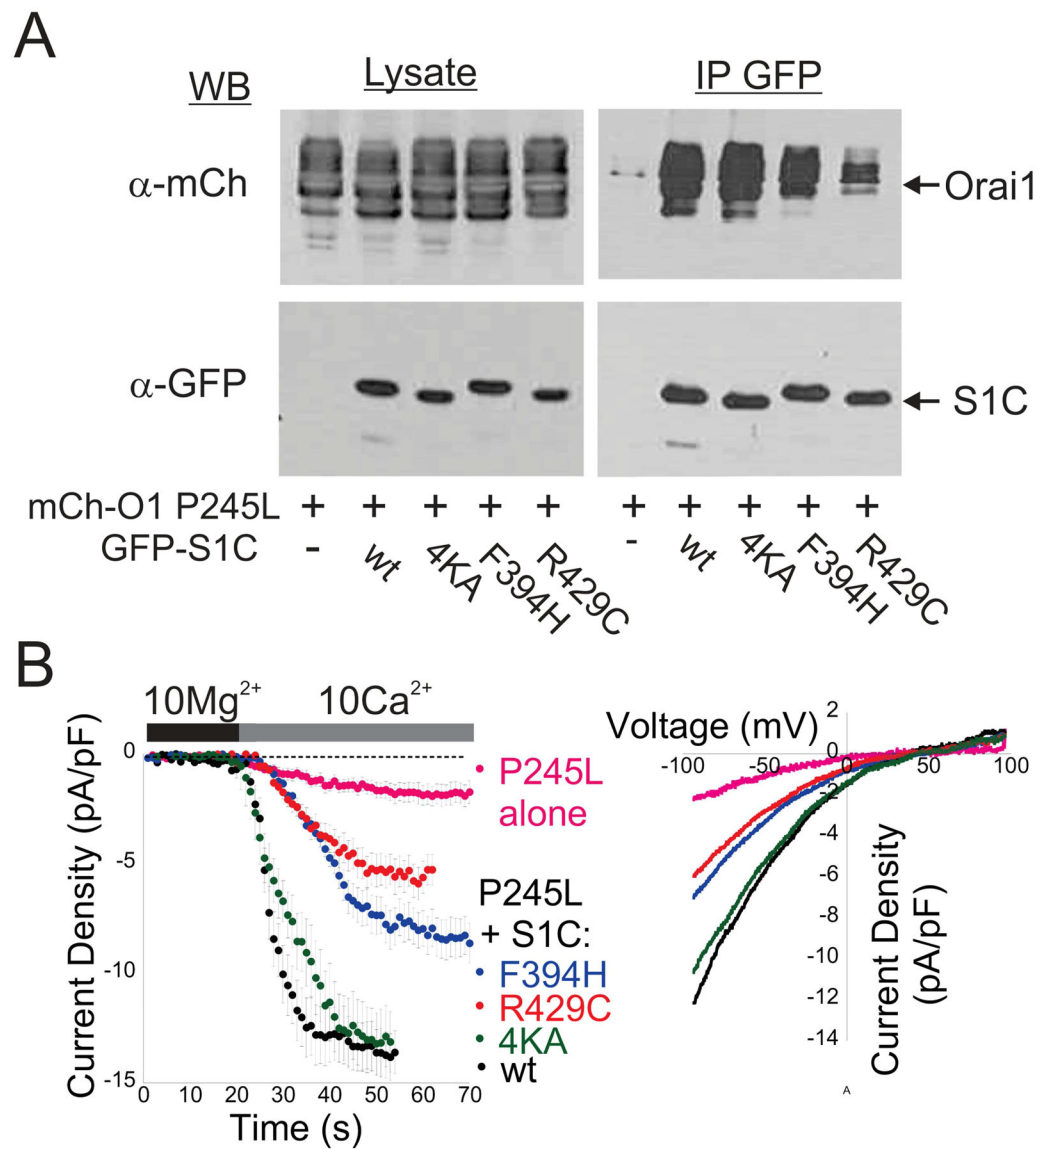 A
WB
Lysate
IP GFP
α-mCh
Orai1
α-GFP
S1C
mCh-O1 P245L + + + + + + + + + +
GFP-S1C - wt 4KA F394H R429C - wt 4KA F394H R429C
B
10Mg2+ 10Ca2+
Current Density (pA/pF)
0
-5
-10
-15
0 10 20 30 40 50 60 70
Time (s)
P245L
alone
P245L
+ S1C:
F394H
R429C
4KA
wt
Voltage (mV)
-100 -50 0 50 100
2
0
-2
-4
-6
-8
-10
-12
-14
Current Density
(pA/pF)
A